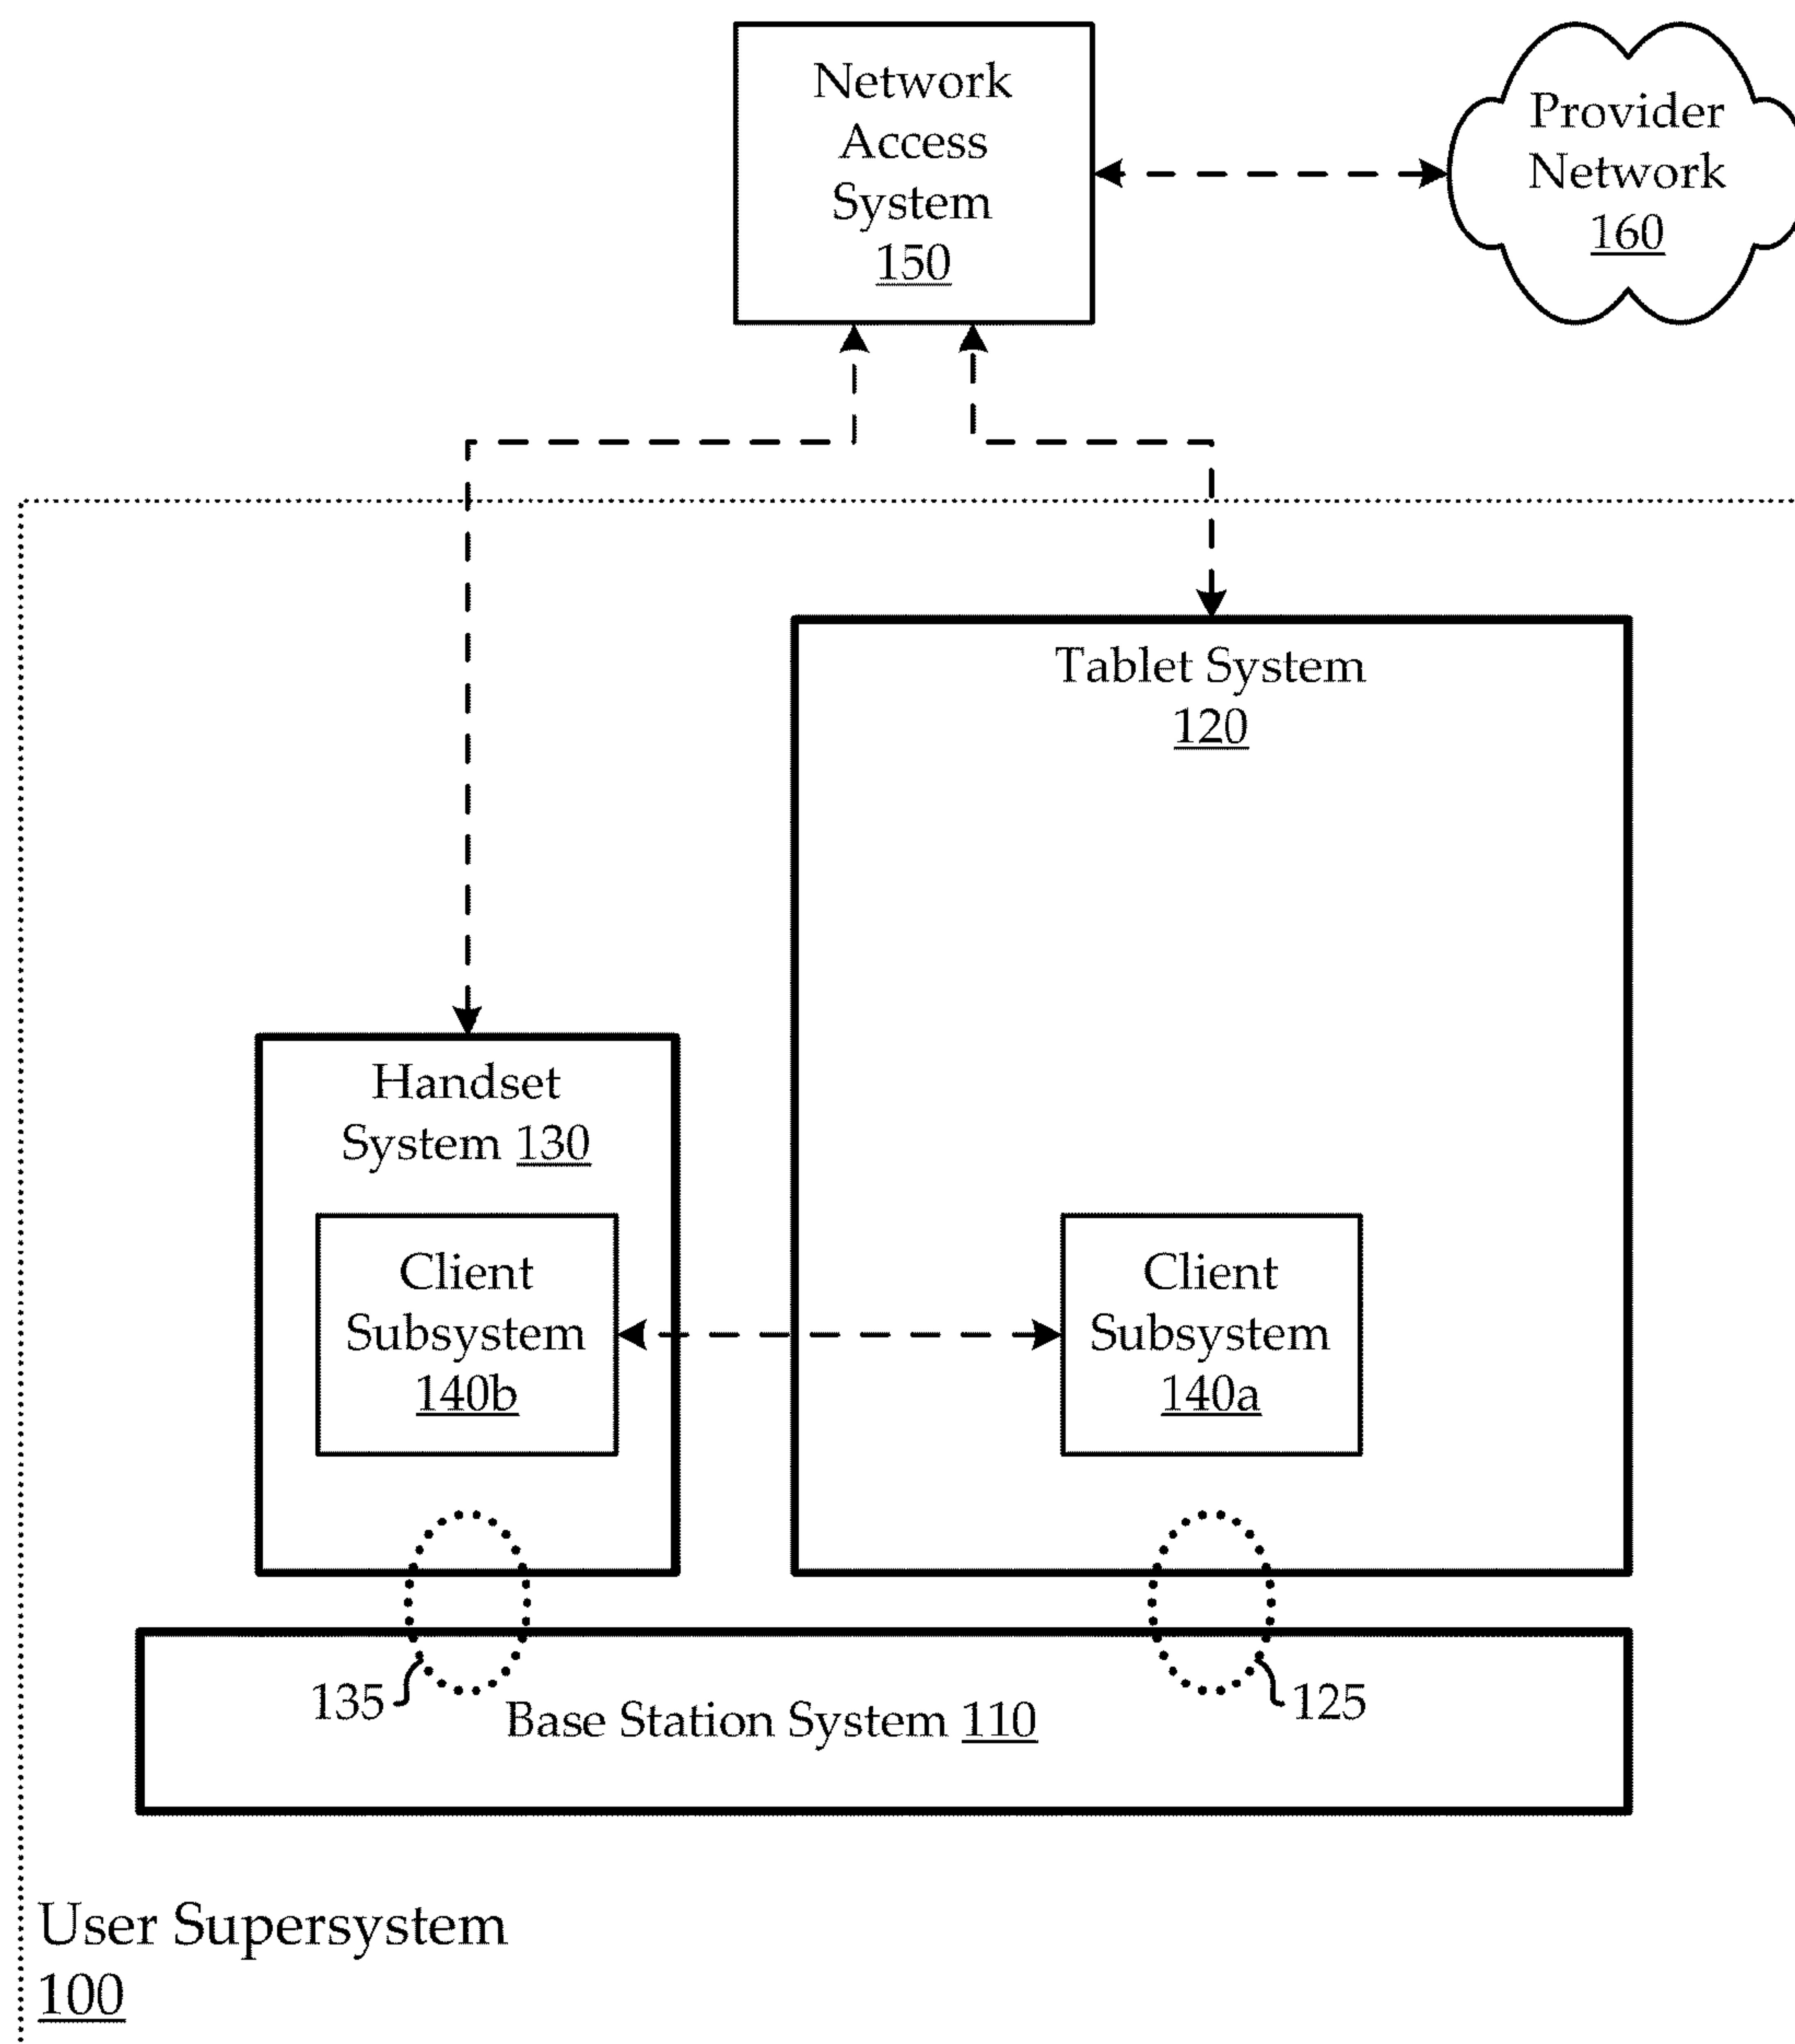 Network
Access
System
150
Provider
Network
160
Tablet System
120
Handset
System 130
Client
Subsystem
140b
Client
Subsystem
140a
135
125
Base Station System 110
User Supersystem
100